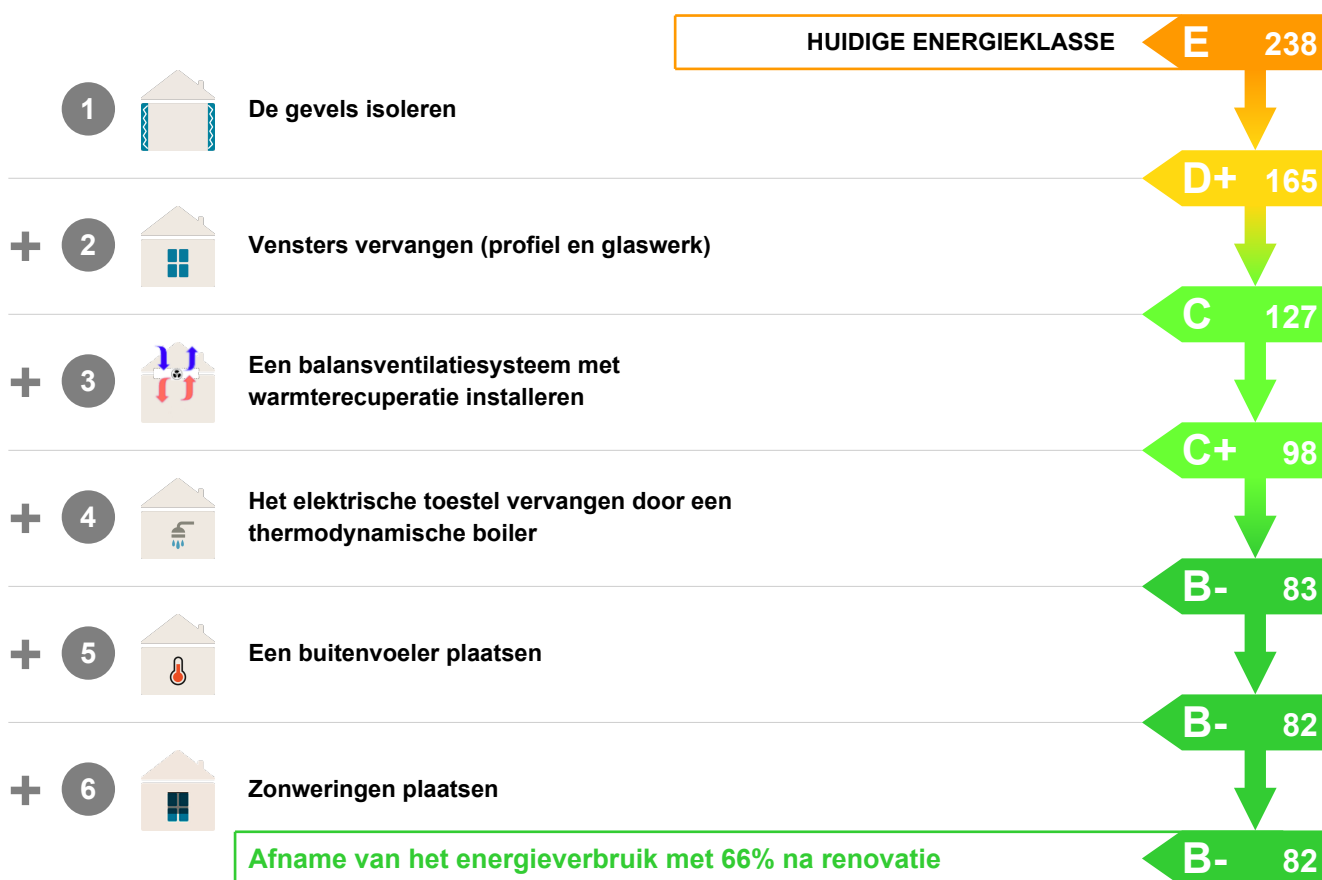 HUIDIGE ENERGIEKLASSE E 238
1 De gevels isoleren
D+ 165
+ 2 Vensters vervangen (profiel en glaswerk)
C 127
+ 3 Een balansventilatiesysteem met
warmterecuperatie installeren
C+ 98
+ 4 Het elektrische toestel vervangen door een
thermodynamische boiler
B- 83
+ 5 Een buitenvoeler plaatsen
B- 82
+ 6 Zonweringen plaatsen
Afname van het energieverbruik met 66% na renovatie B- 82